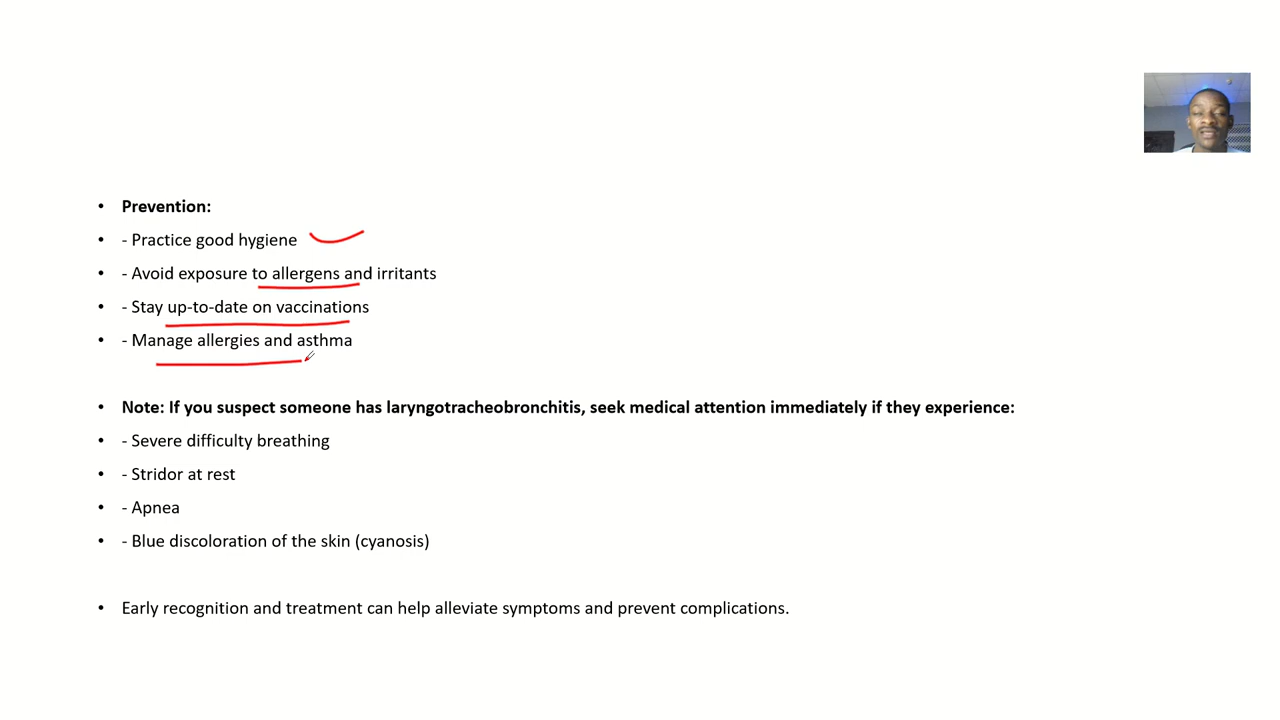 • Prevention:
• - Practice good hygiene
• - Avoid exposure to allergens and irritants
• - Stay up-to-date on vaccinations
• - Manage allergies and asthma
• Note: If you suspect someone has laryngotracheobronchitis, seek medical attention immediately if they experience:
• - Severe difficulty breathing
• - Stridor at rest
• - Apnea
• - Blue discoloration of the skin (cyanosis)
• Early recognition and treatment can help alleviate symptoms and prevent complications.